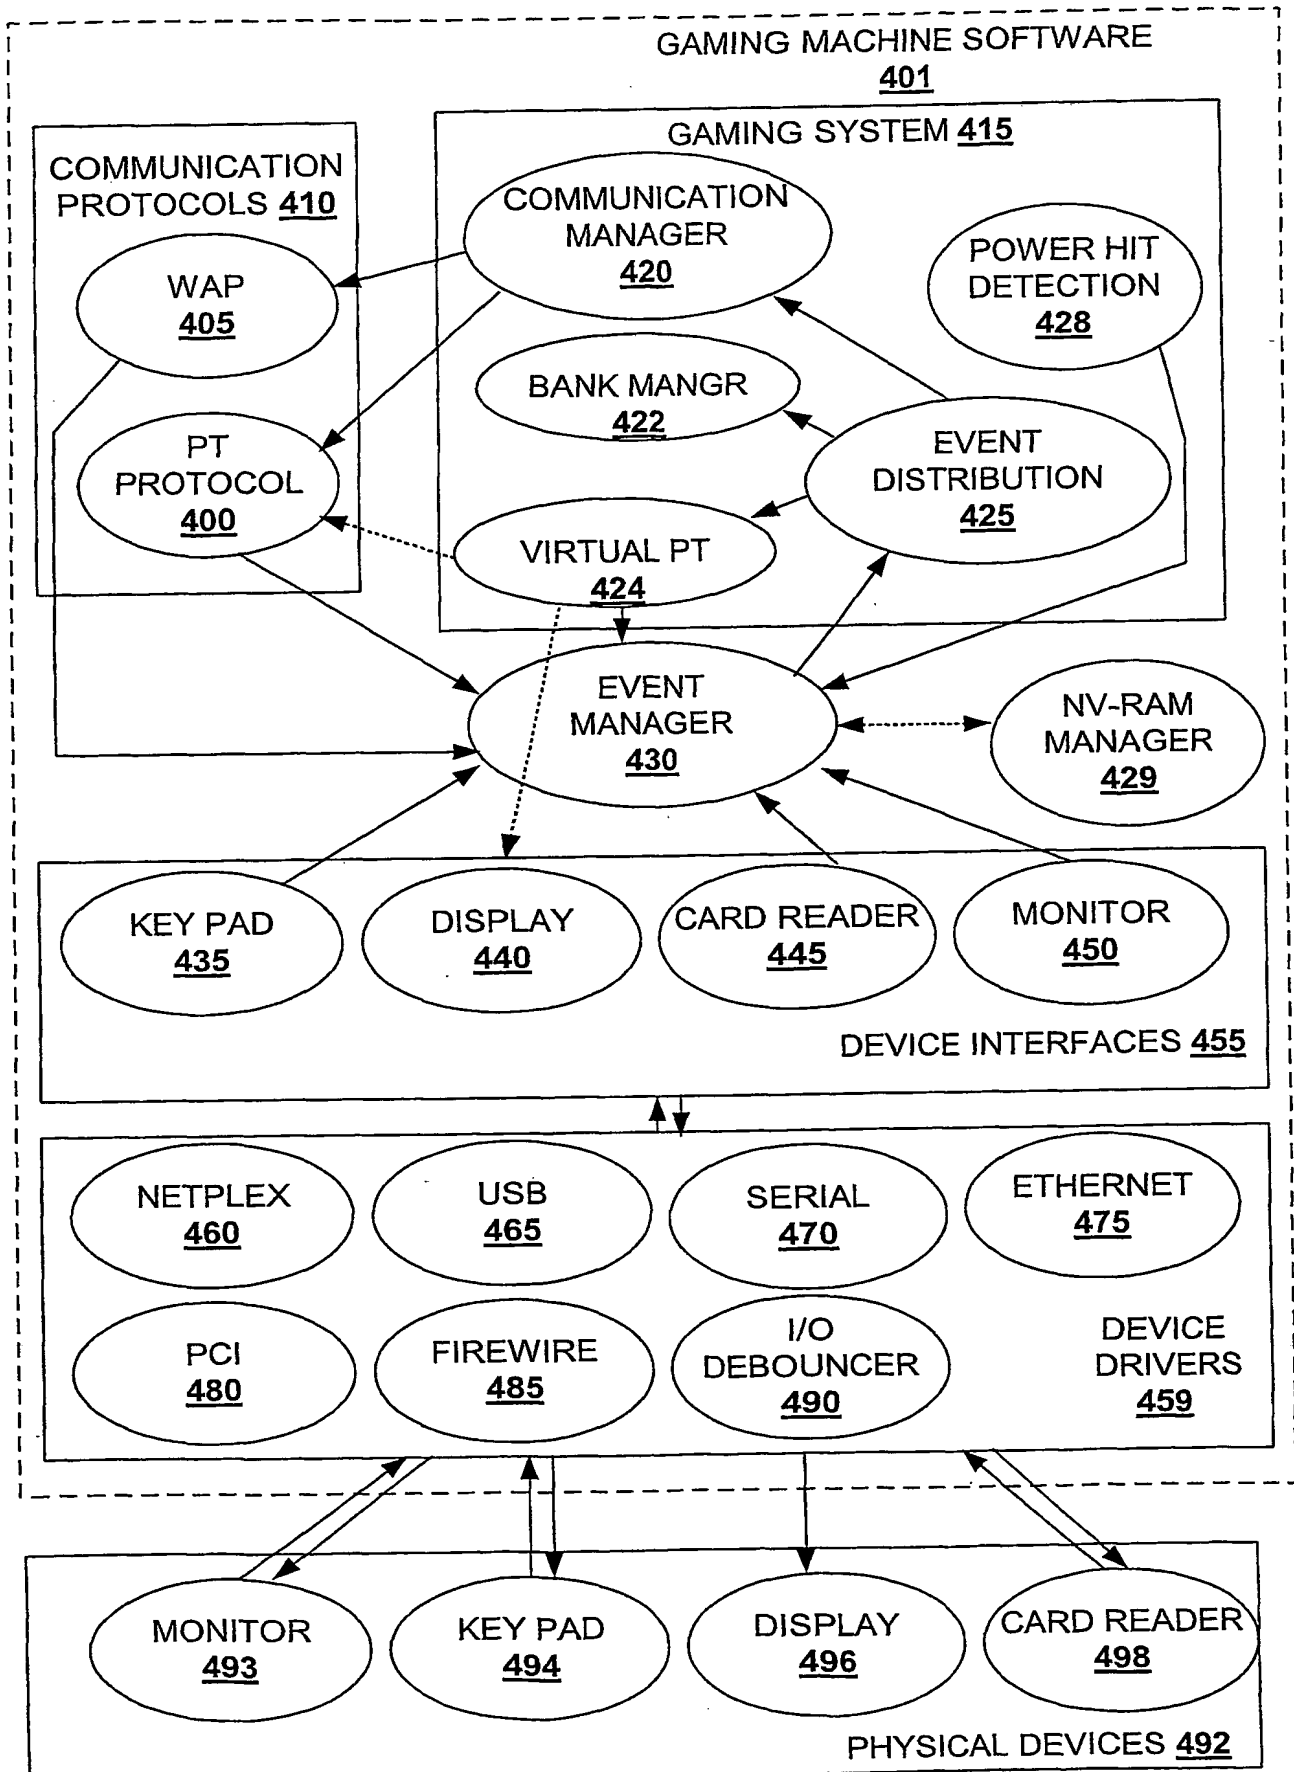 GAMING MACHINE SOFTWARE
401
GAMING SYSTEM 415
COMMUNICATION
PROTOCOLS 410
COMMUNICATION
MANAGER
420
POWER HIT
DETECTION
428
WAP
405
BANK MANGR
422
PT
PROTOCOL
400
EVENT
DISTRIBUTION
425
VIRTUAL PT
424
EVENT
MANAGER
430
NV-RAM
MANAGER
429
KEY PAD
435
DISPLAY
440
CARD READER
445
MONITOR
450
DEVICE INTERFACES 455
NETPLEX
460
USB
465
SERIAL
470
ETHERNET
475
PCI
480
FIREWIRE
485
I/O
DEBOUNCER
490
DEVICE
DRIVERS
459
MONITOR
493
KEY PAD
494
DISPLAY
496
CARD READER
498
PHYSICAL DEVICES 492